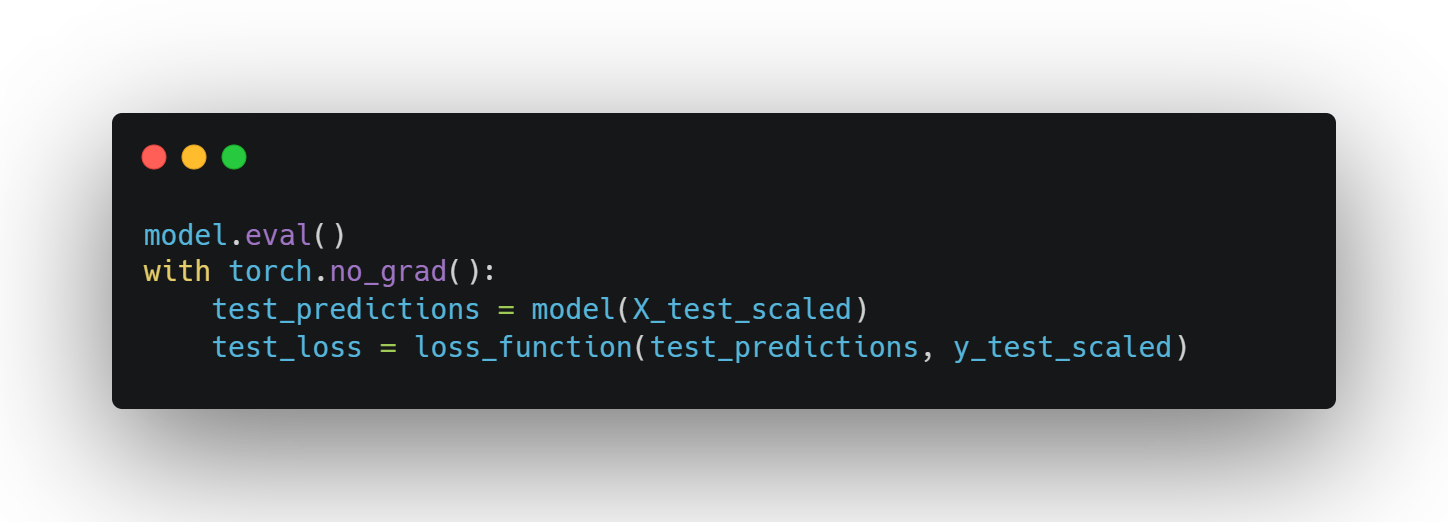 model.eval()
with torch.no_grad():
    test_predictions = model(X_test_scaled)
    test_loss = loss_function(test_predictions, y_test_scaled)